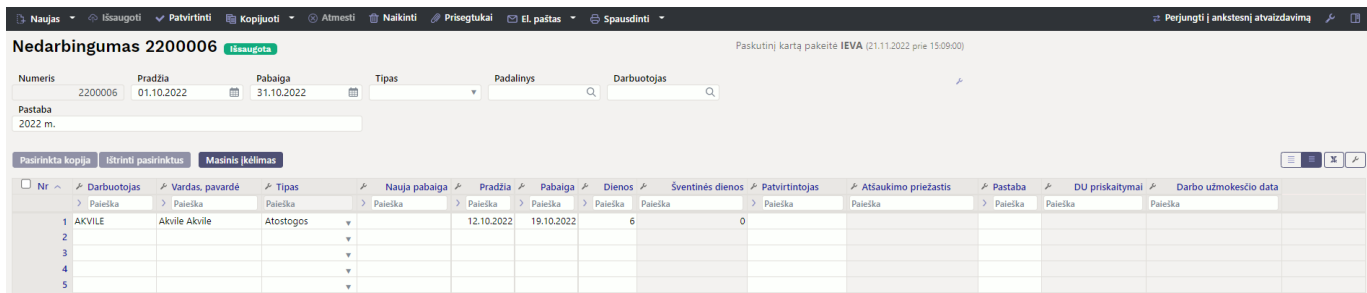 Naujas Išsaugoti Patvirtinti Kopijuoti Atmesti Naikinti Prisegtukai El. paštas Spausdinti Perjungti į ankstesnį atvaizdavimą
Nedarbingumas 2200006 Išsaugota Paskutinį kartą pakeitė IEVA (21.11.2022 prie 15:09:00)
Numeris Pradžia Pabaiga Tipas Padalinys Darbuotojas
2200006 01.10.2022 31.10.2022
Pastaba
2022 m.
Pasirinkta kopija Ištrinti pasirinktus Masinis įkėlimas
Nr Darbuotojas Vardas, pavardė Tipas Nauja pabaiga Pradžia Pabaiga Dienos Šventinės dienos Patvirtintojas Atšaukimo priežastis Pastaba DU priskaitymai Darbo užmokesčio data
Paieška Paieška Paieška Paieška Paieška Paieška Paieška Paieška Paieška Paieška Paieška Paieška Paieška
1 AKVILE Akvile Akvile Atostogos 12.10.2022 19.10.2022 6 0
2
3
4
5